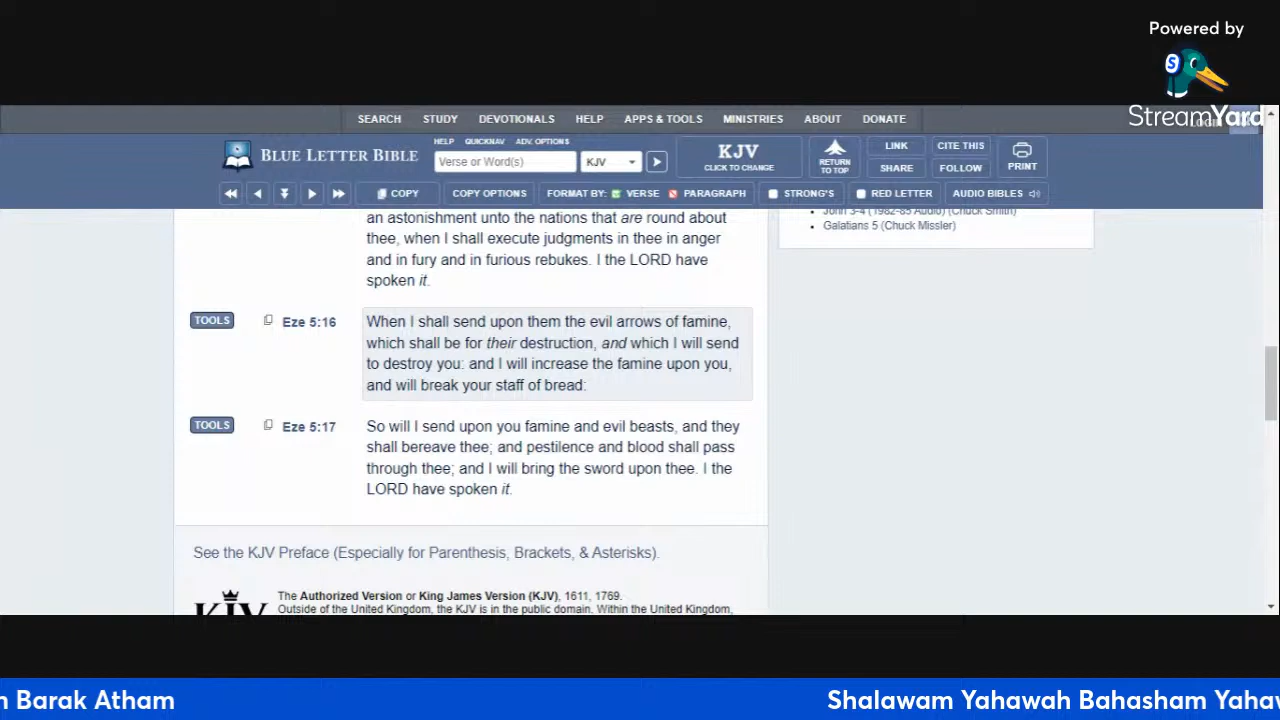 Powered by
StreamYard
SEARCH STUDY DEVOTIONALS HELP APPS & TOOLS MINISTRIES ABOUT DONATE
HELP QUICKNAV ADV. OPTIONS
BLUE LETTER BIBLE
Verse or Word(s) KJV
KJV
CLICK TO CHANGE
RETURN
TO TOP
LINK CITE THIS
SHARE FOLLOW
PRINT
COPY COPY OPTIONS FORMAT BY: VERSE PARAGRAPH STRONG'S RED LETTER AUDIO BIBLES
an astonishment unto the nations that are round about
thee, when I shall execute judgments in thee in anger
and in fury and in furious rebukes. I the LORD have
spoken it.
John 3-4 (1982-85 Audio) (Chuck Smith)
Galatians 5 (Chuck Missler)
TOOLS Eze 5:16 When I shall send upon them the evil arrows of famine,
which shall be for their destruction, and which I will send
to destroy you: and I will increase the famine upon you,
and will break your staff of bread:
TOOLS Eze 5:17 So will I send upon you famine and evil beasts, and they
shall bereave thee; and pestilence and blood shall pass
through thee; and I will bring the sword upon thee. I the
LORD have spoken it.
See the KJV Preface (Especially for Parenthesis, Brackets, & Asterisks).
KJV
The Authorized Version or King James Version (KJV), 1611, 1769.
Outside of the United Kingdom, the KJV is in the public domain. Within the United Kingdom,
Barak Atham Shalawam Yahawah Bahasham